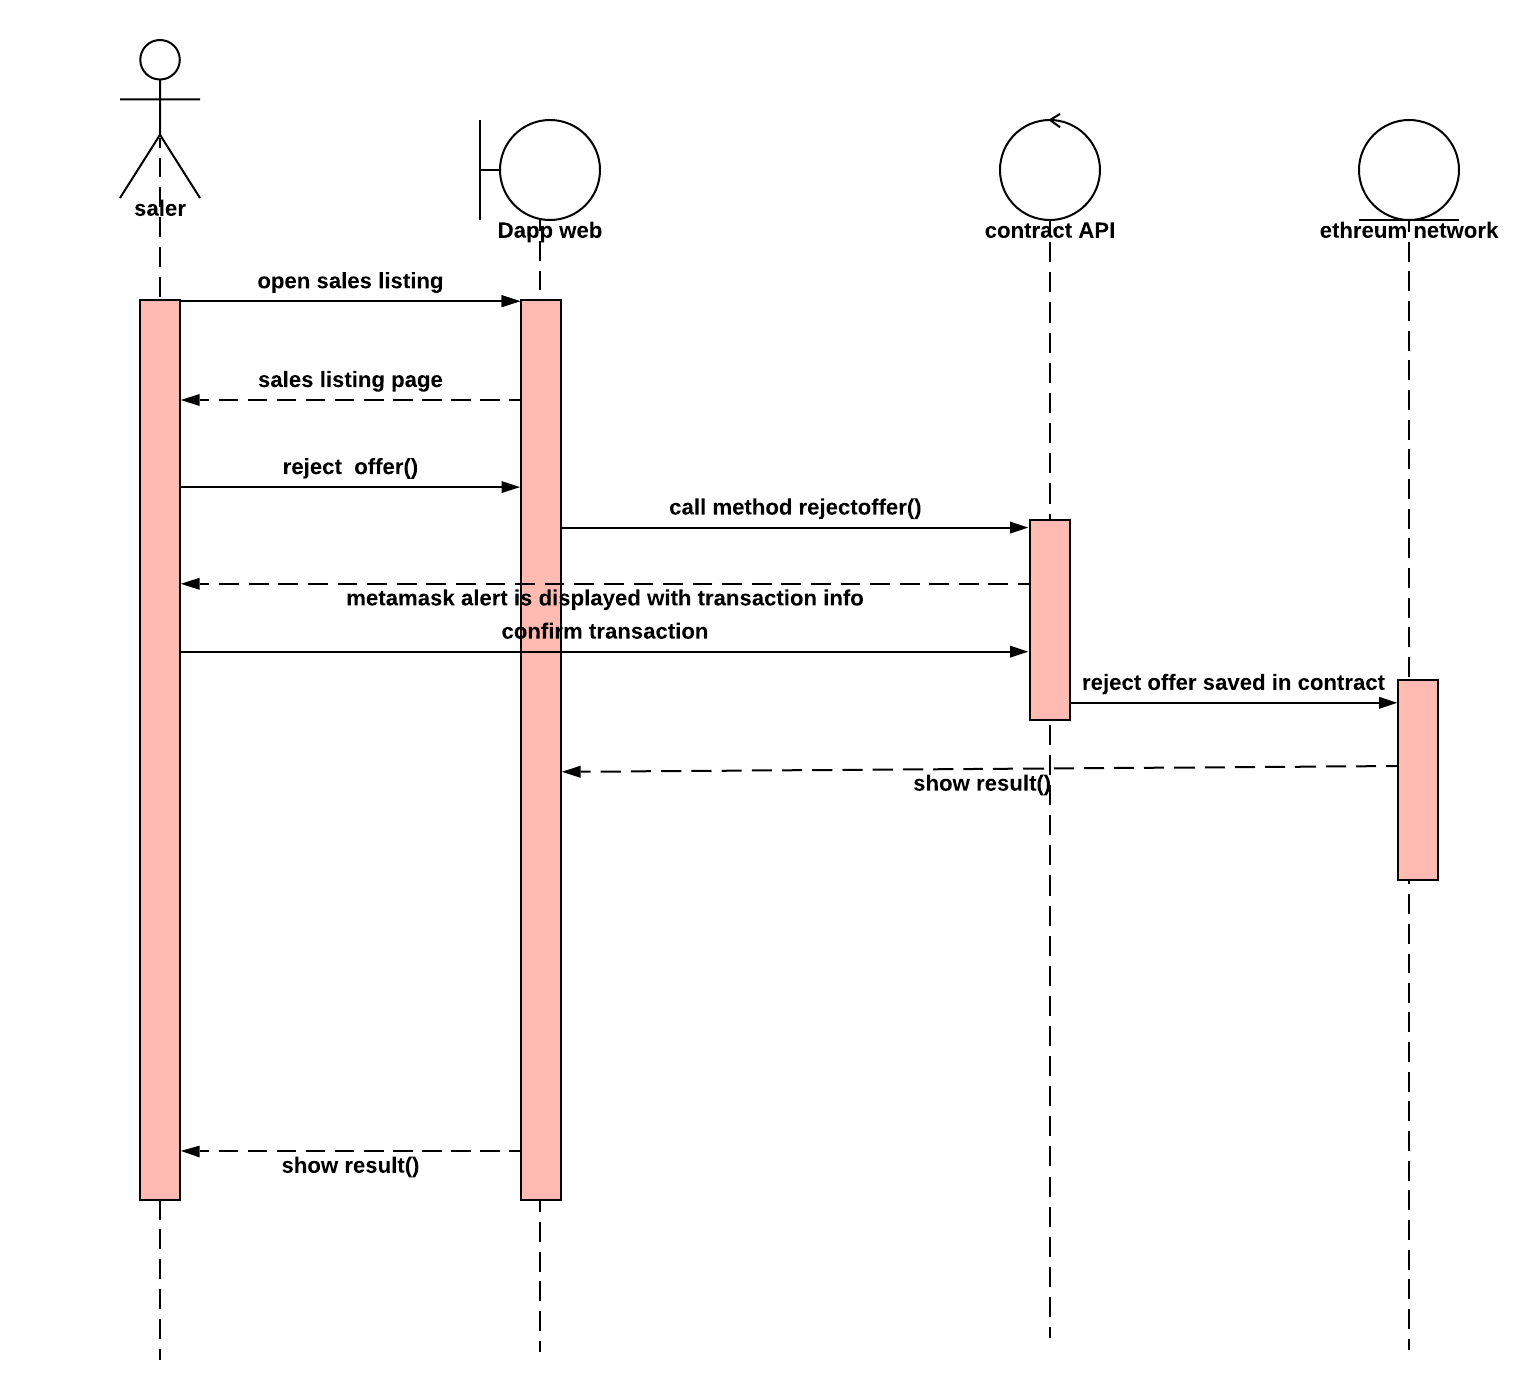 saler
Dapp web
contract API
ethreum network
open sales listing
sales listing page
reject  offer()
call method rejectoffer()
metamask alert is displayed with transaction info
confirm transaction
reject offer saved in contract
show result()
show result()